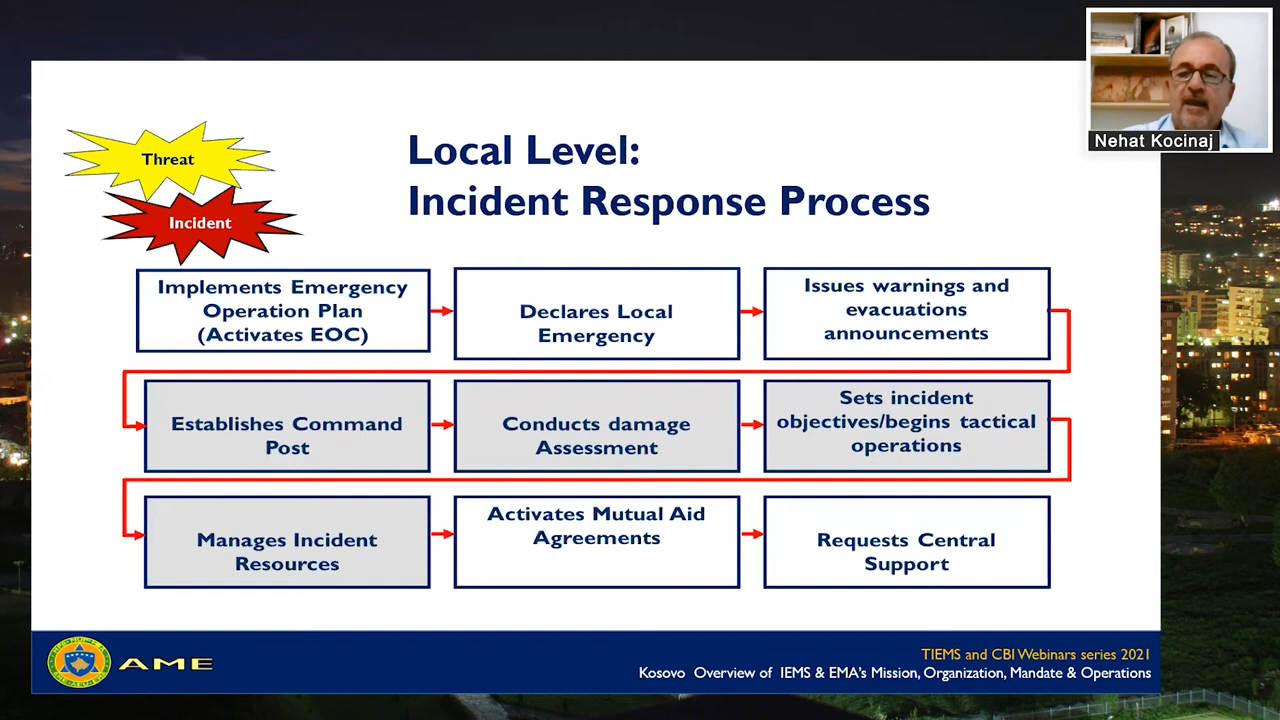 Nehat Kocinaj
Threat
Incident
Local Level:
Incident Response Process
Implements Emergency
Operation Plan
(Activates EOC)
Declares Local
Emergency
Issues warnings and
evacuations
announcements
Establishes Command
Post
Conducts damage
Assessment
Sets incident
objectives/begins tactical
operations
Manages Incident
Resources
Activates Mutual Aid
Agreements
Requests Central
Support
AME
TIEMS and CBI Webinars series 2021
Kosovo Overview of IEMS & EMA's Mission, Organization, Mandate & Operations